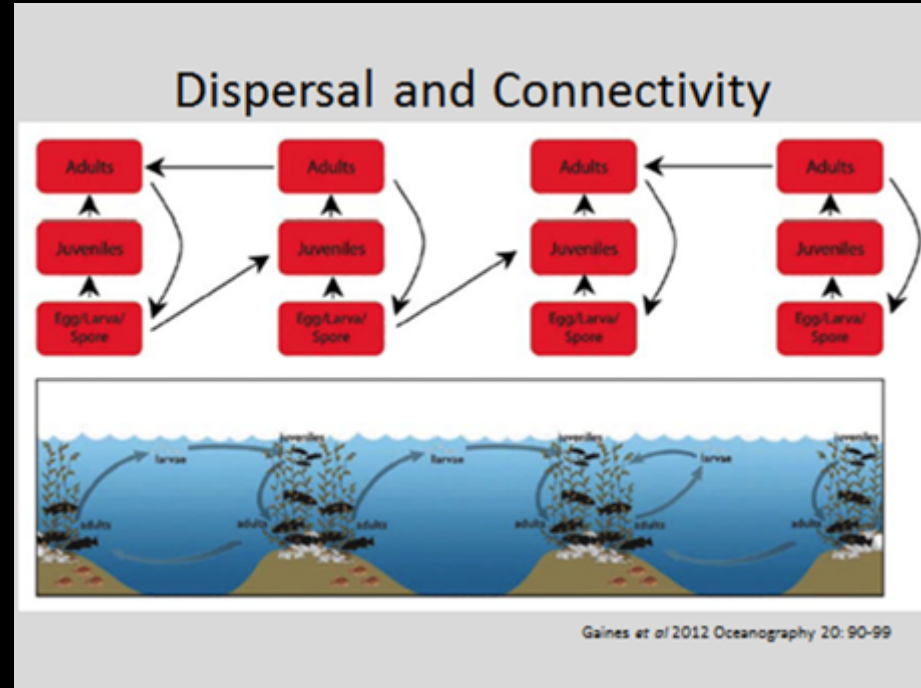 Dispersal and Connectivity
Adults
Adults
Adults
Adults
Juveniles
Juveniles
Juveniles
Juveniles
Egg/Larva/
Spore
Egg/Larva/
Spore
Egg/Larva/
Spore
Egg/Larva/
Spore
juveniles
juveniles
juveniles
larvae
larvae
larvae
adults
adults
adults
adults
adults
adults
Gaines et al 2012 Oceanography 20: 90-99